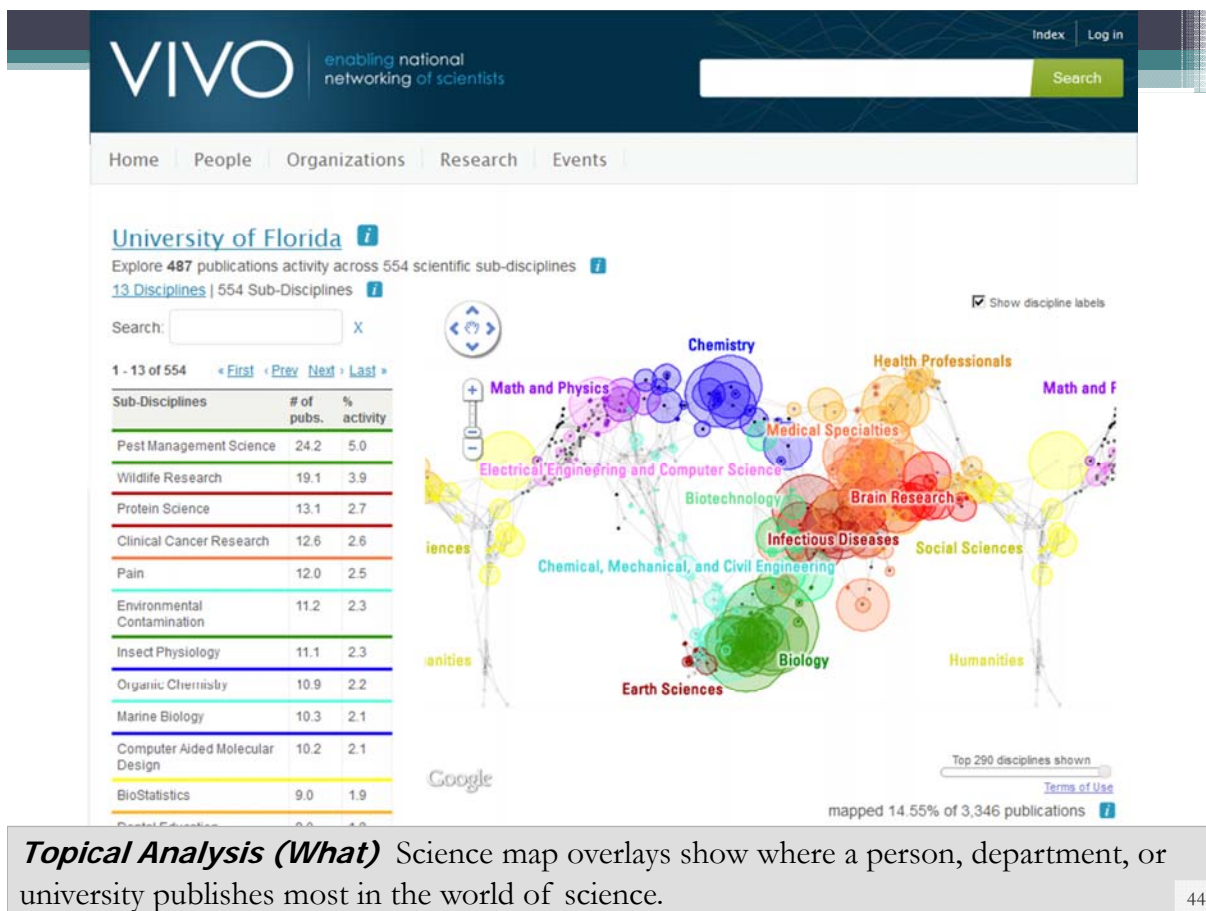 VIVO
enabling national
networking of scientists
Index | Log in
Search
Home People Organizations Research Events
University of Florida i
Explore 487 publications activity across 554 scientific sub-disciplines i
13 Disciplines | 554 Sub-Disciplines i
Search: X
1 - 13 of 554 « First ‹ Prev Next › Last »
Sub-Disciplines # of pubs. % activity
Pest Management Science 24.2 5.0
Wildlife Research 19.1 3.9
Protein Science 13.1 2.7
Clinical Cancer Research 12.6 2.6
Pain 12.0 2.5
Environmental
Contamination 11.2 2.3
Insect Physiology 11.1 2.3
Organic Chemistry 10.9 2.2
Marine Biology 10.3 2.1
Computer Aided Molecular
Design 10.2 2.1
BioStatistics 9.0 1.9
Show discipline labels
Chemistry
Health Professionals
Math and Physics
Math and F
Medical Specialties
Electrical Engineering and Computer Science
Biotechnology
Brain Research
Infectious Diseases
iences
Social Sciences
Chemical, Mechanical, and Civil Engineering
anities
Biology
Humanities
Earth Sciences
Google
Top 290 disciplines shown
Terms of Use
mapped 14.55% of 3,346 publications i
Topical Analysis (What) Science map overlays show where a person, department, or
university publishes most in the world of science.
44